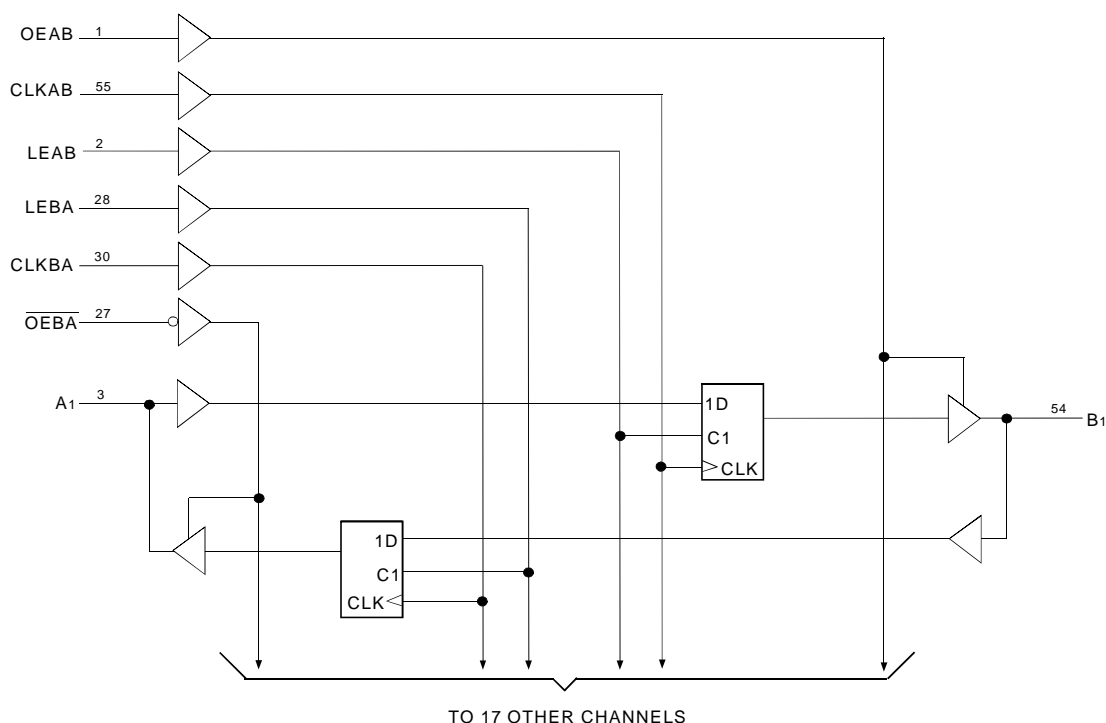 OEAB 1
CLKAB 55
LEAB 2
LEBA 28
CLKBA 30
OEBA 27
A1 3
1D
C1
CLK
54 B1
1D
C1
CLK
TO 17 OTHER CHANNELS